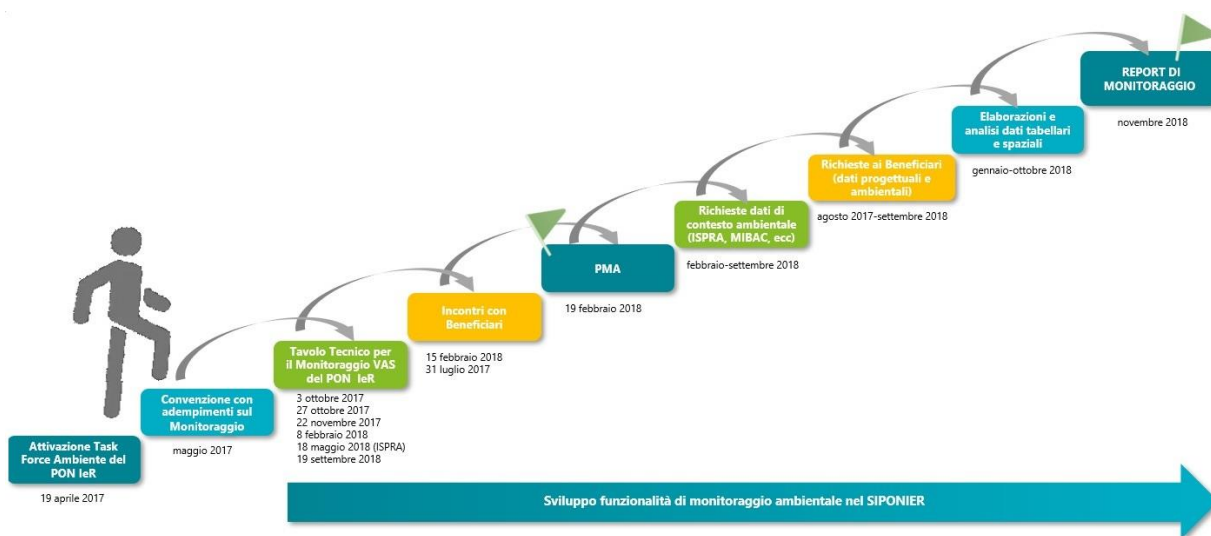 Attivazione Task
Force Ambiente del
PON IeR
19 aprile 2017
Convenzione con
adempimenti sul
Monitoraggio
maggio 2017
Tavolo Tecnico per
il Monitoraggio VAS
del PON IeR
3 ottobre 2017
27 ottobre 2017
22 novembre 2017
8 febbraio 2018
18 maggio 2018 (ISPRA)
19 settembre 2018
Incontri con
Beneficiari
15 febbraio 2018
31 luglio 2017
PMA
19 febbraio 2018
Richieste dati di
contesto ambientale
(ISPRA, MIBAC, ecc)
febbraio-settembre 2018
Richieste ai Beneficiari
(dati progettuali e
ambientali)
agosto 2017-settembre 2018
Elaborazioni e
analisi dati tabellari
e spaziali
gennaio-ottobre 2018
REPORT DI
MONITORAGGIO
novembre 2018
Sviluppo funzionalità di monitoraggio ambientale nel SIPONIER